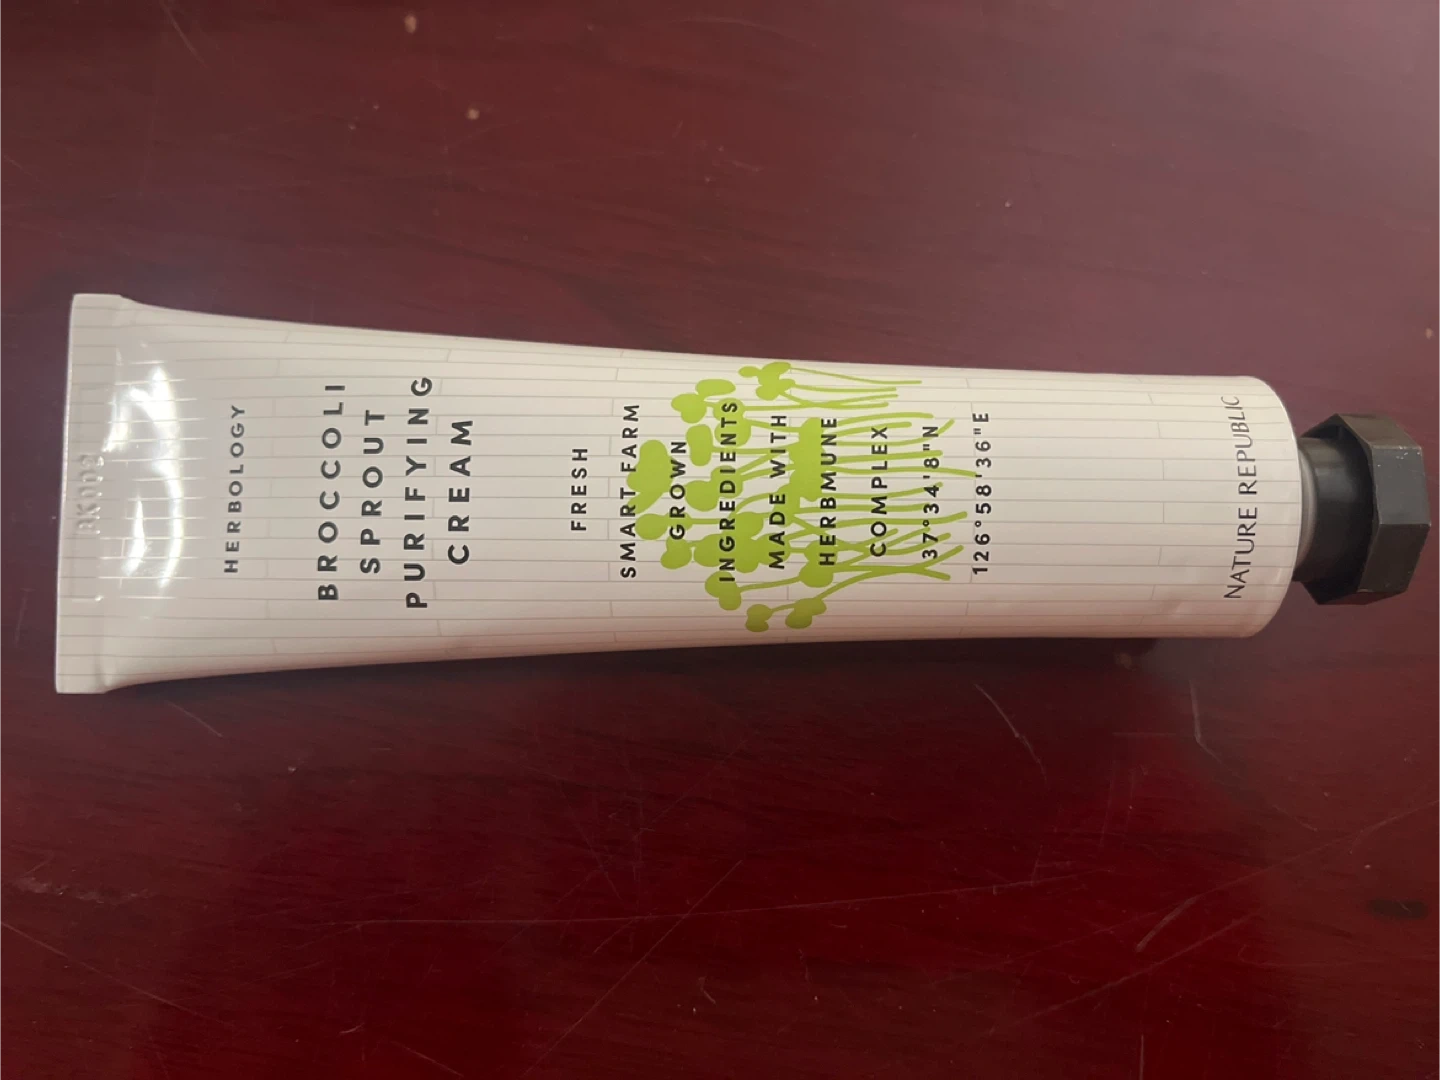 HERBOLOGY
BROCCOLI
SPROUT
PURIFYING
CREAM
FRESH
SMART FARM
GROWN
INGREDIENTS
MADE WITH
HERBMUNE
COMPLEX
37°34'8"N
126°58'36"E
NATURE REPUBLIC